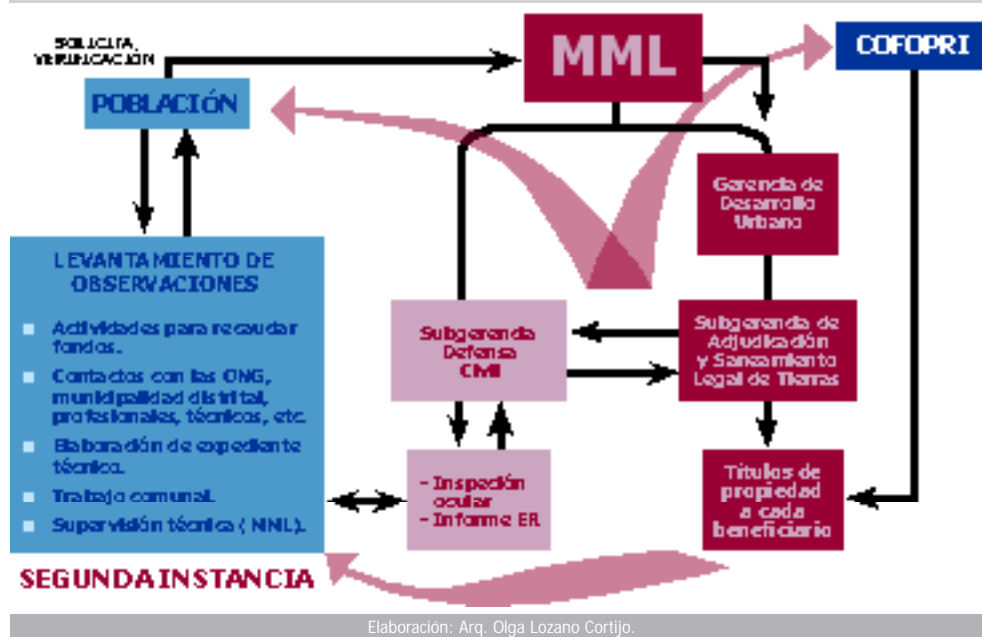 SOLICITA,
VERIFICACIÓN
POBLACIÓN
MML
COFOPRI
Gerencia de
Desarrollo
Urbano
LEVANTAMIENTO DE
OBSERVACIONES
Actividades para recaudar
fondos.
Contactos con las ONG,
municipalidad distrital,
profesionales, técnicos, etc.
Elaboración de expediente
técnico.
Trabajo comunal.
Supervisión técnica (MML).
Subgerencia
Defensa
Civil
Subgerencia de
Adjudicación
y Saneamiento
Legal de Tierras
- Inspeción
ocular
- Informe ER
Títulos de
propiedad
a cada
beneficiario
SEGUNDA INSTANCIA
Elaboración: Arq. Olga Lozano Cortijo.